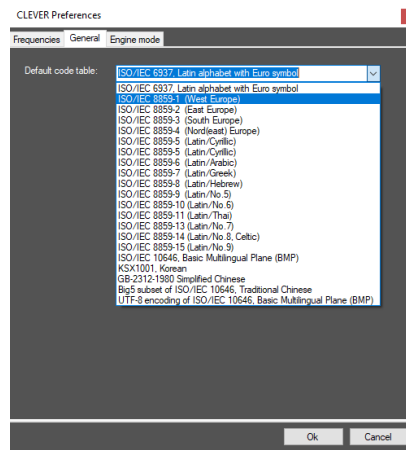 CLEVER Preferences
Frequencies General Engine mode
Default code table: ISO/IEC 6937, Latin alphabet with Euro symbol
ISO/IEC 6937, Latin alphabet with Euro symbol
ISO/IEC 8859-1 (West Europe)
ISO/IEC 8859-2 (East Europe)
ISO/IEC 8859-3 (South Europe)
ISO/IEC 8859-4 (Nord(east) Europe)
ISO/IEC 8859-5 (Latin/Cyrillic)
ISO/IEC 8859-5 (Latin/Cyrillic)
ISO/IEC 8859-6 (Latin/Arabic)
ISO/IEC 8859-7 (Latin/Greek)
ISO/IEC 8859-8 (Latin/Hebrew)
ISO/IEC 8859-9 (Latin/No.5)
ISO/IEC 8859-10 (Latin/No.6)
ISO/IEC 8859-11 (Latin/Thai)
ISO/IEC 8859-13 (Latin/No.7)
ISO/IEC 8859-14 (Latin/No.8, Celtic)
ISO/IEC 8859-15 (Latin/No.9)
ISO/IEC 10646, Basic Multilingual Plane (BMP)
KSX1001, Korean
GB-2312-1980 Simplified Chinese
Big5 subset of ISO/IEC 10646, Traditional Chinese
UTF-8 encoding of ISO/IEC 10646, Basic Multilingual Plane (BMP)
Ok Cancel